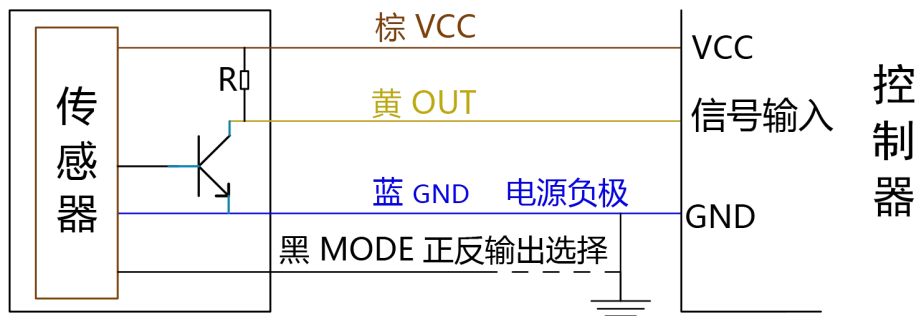 棕 VCC
VCC
R
黄 OUT
信号输入
传感器
控制器
蓝 GND 电源负极
GND
黑 MODE 正反输出选择